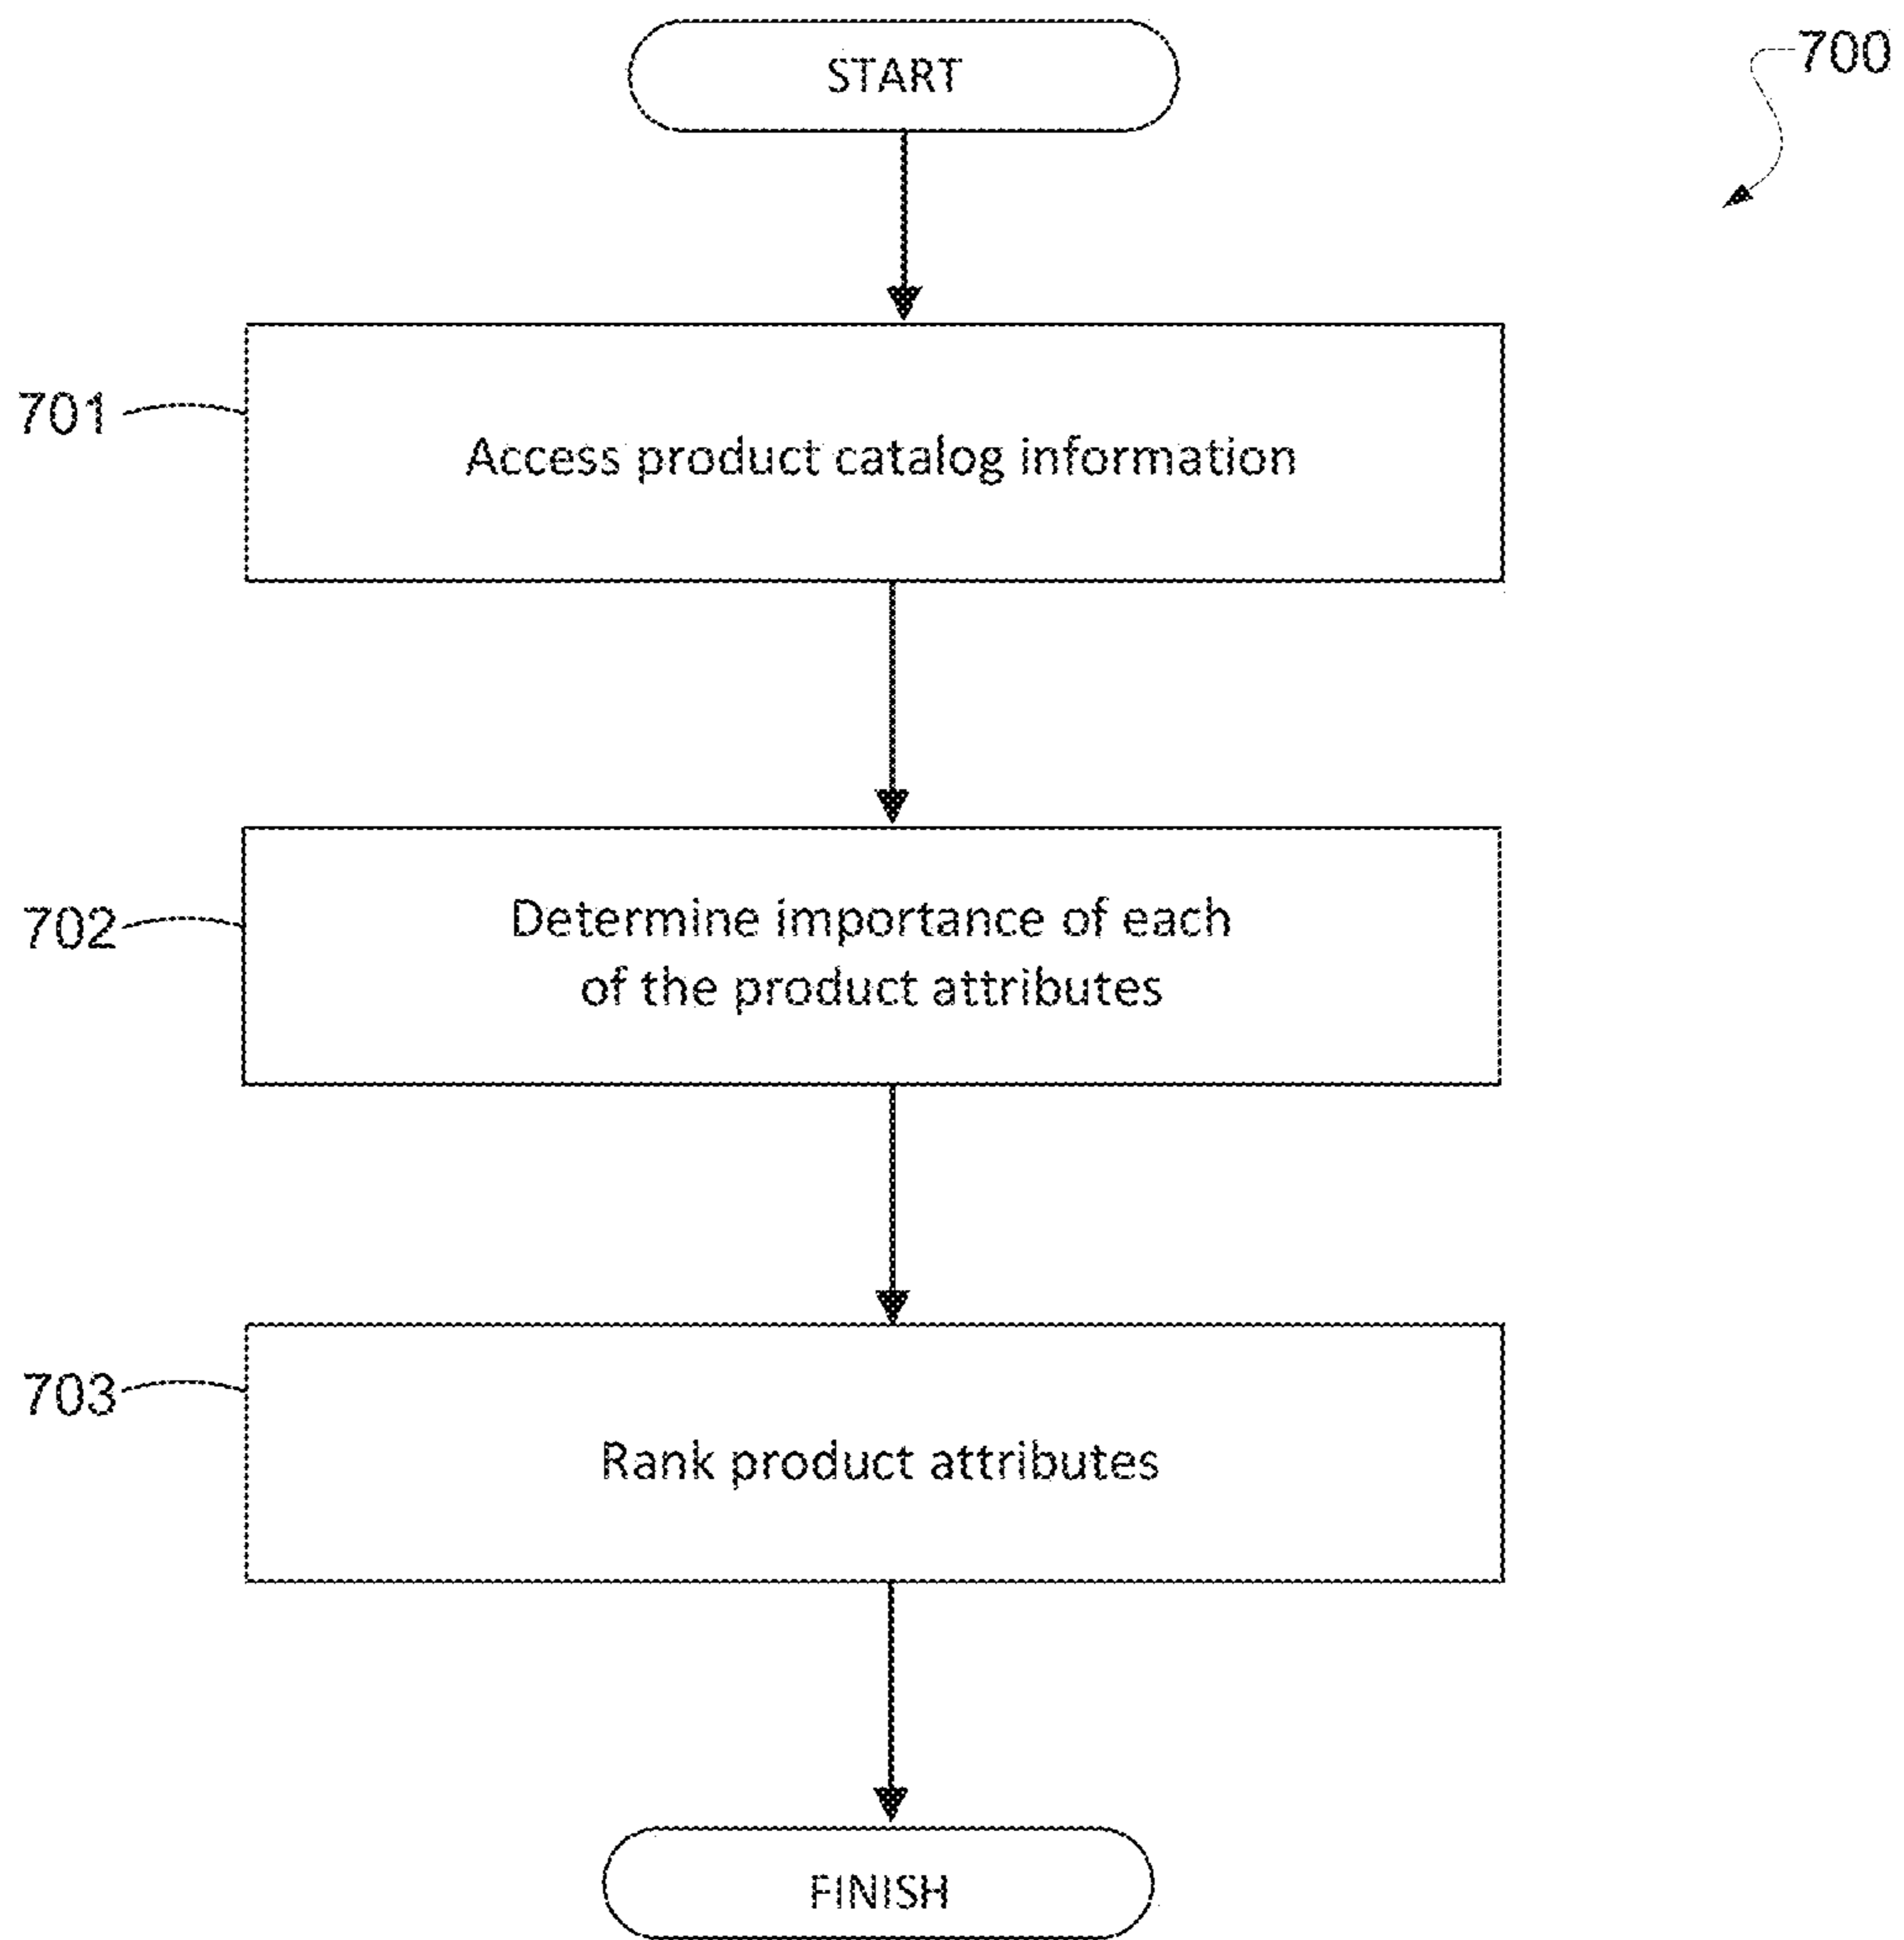 START
700
701
Access product catalog information
702
Determine importance of each
of the product attributes
703
Rank product attributes
FINISH